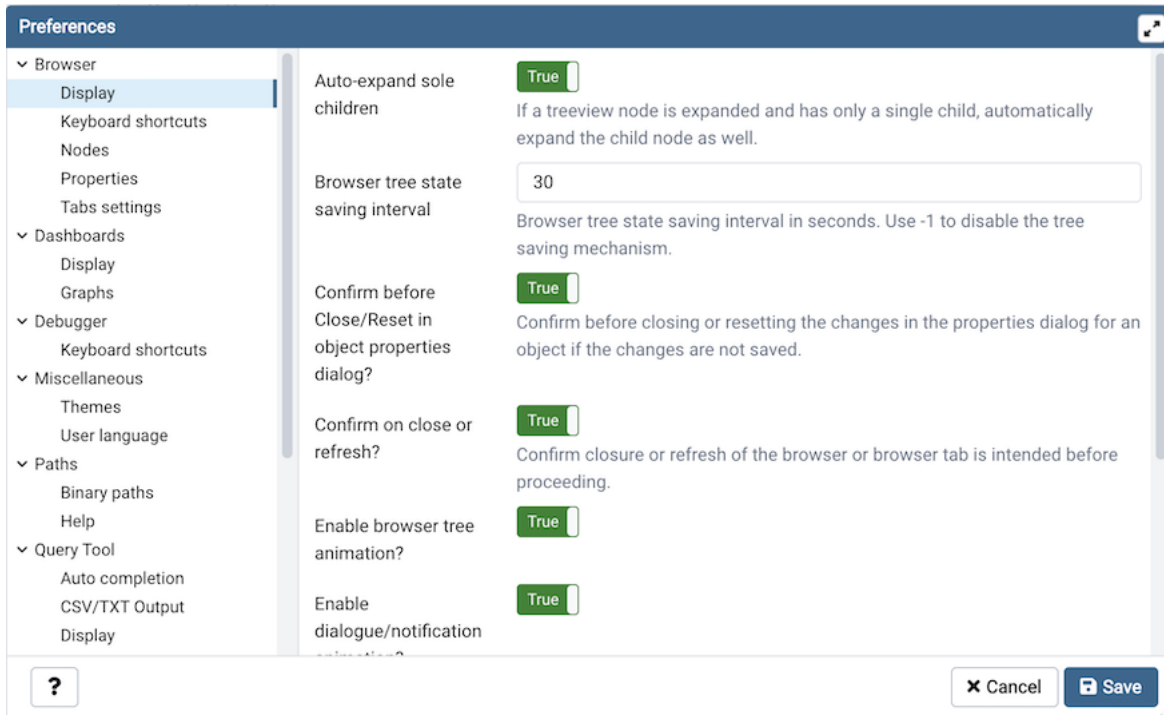 Preferences
Browser
Display
Keyboard shortcuts
Nodes
Properties
Tabs settings
Dashboards
Display
Graphs
Debugger
Keyboard shortcuts
Miscellaneous
Themes
User language
Paths
Binary paths
Help
Query Tool
Auto completion
CSV/TXT Output
Display
Auto-expand sole
children
True
If a treeview node is expanded and has only a single child, automatically
expand the child node as well.
Browser tree state
saving interval
30
Browser tree state saving interval in seconds. Use -1 to disable the tree
saving mechanism.
Confirm before
Close/Reset in
object properties
dialog?
True
Confirm before closing or resetting the changes in the properties dialog for an
object if the changes are not saved.
Confirm on close or
refresh?
True
Confirm closure or refresh of the browser or browser tab is intended before
proceeding.
Enable browser tree
animation?
True
Enable
dialogue/notification
True
?
Cancel
Save